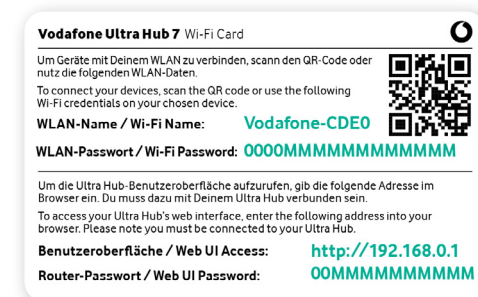 Vodafone Ultra Hub 7 Wi-Fi Card
Um Geräte mit Deinem WLAN zu verbinden, scann den QR-Code oder
nutz die folgenden WLAN-Daten.
To connect your devices, scan the QR code or use the following
Wi-Fi credentials on your chosen device.
WLAN-Name / Wi-Fi Name: Vodafone-CDE0
WLAN-Passwort / Wi-Fi Password: 0000MMMMMMMMMMMM
Um die Ultra Hub-Benutzeroberfläche aufzurufen, gib die folgende Adresse im
Browser ein. Du muss dazu mit Deinem Ultra Hub verbunden sein.
To access your Ultra Hub's web interface, enter the following address into your
browser. Please note you must be connected to your Ultra Hub.
Benutzeroberfläche / Web UI Access: http://192.168.0.1
Router-Passwort / Web UI Password: 00MMMMMMMMMM